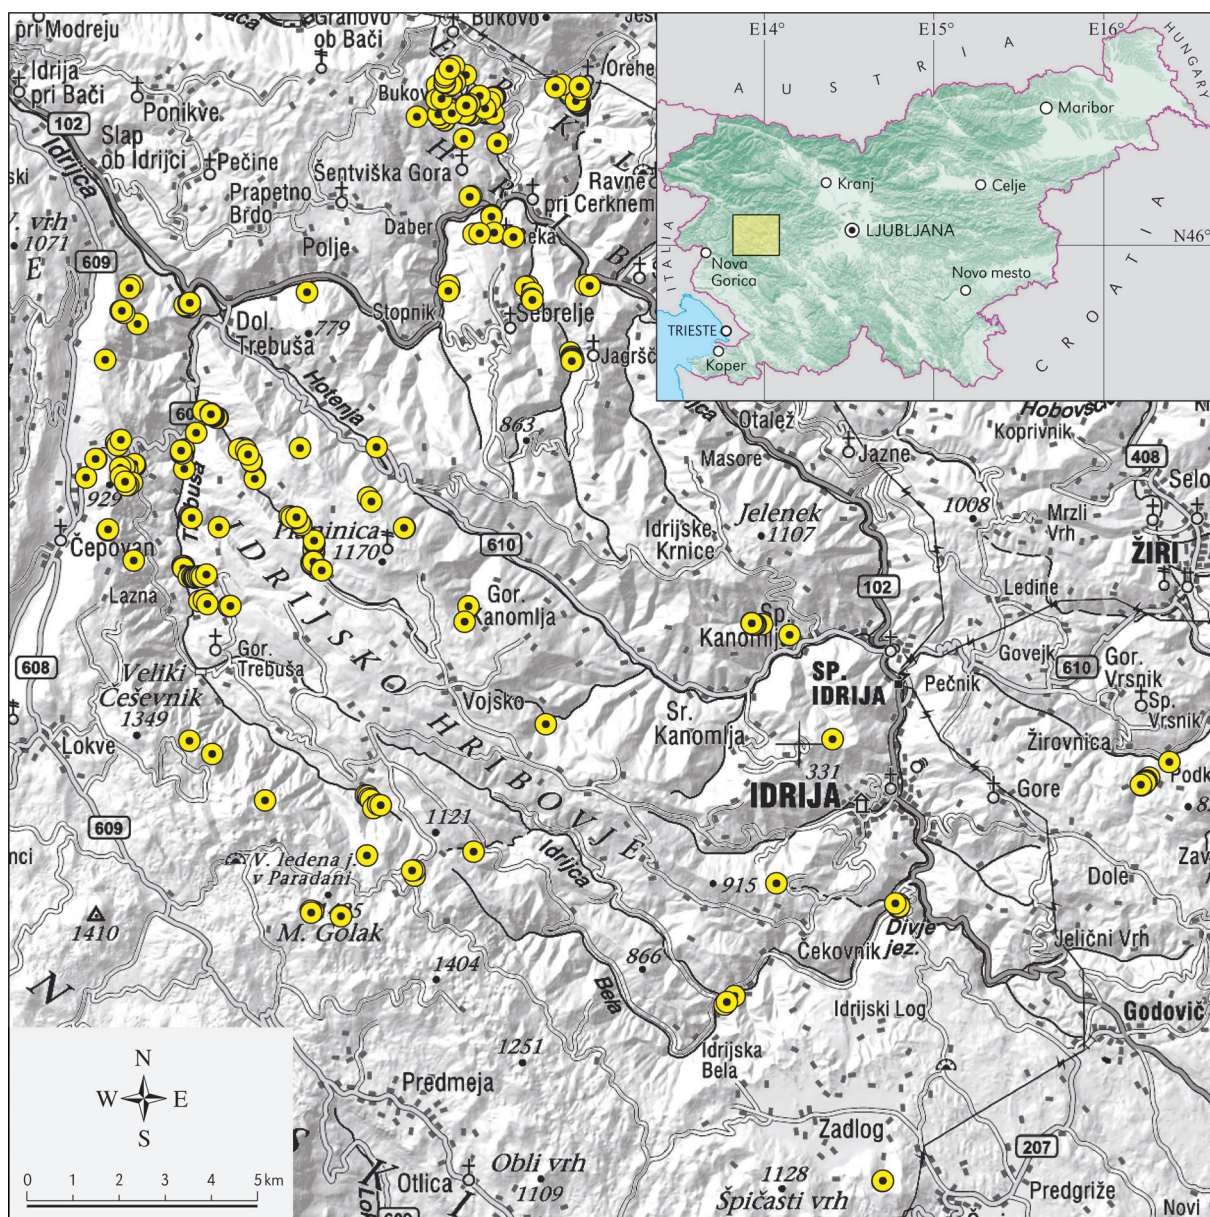 pri Modreju
Grahovo
ob Bači
Bukovo
Idrija
pri Bači
Ponikve
102
Slap
ob Idrijci
Idrijca
Pečine
Šentviška Gora
Prapetno
Brdo
Ravne
pri Cerknem
Daber
Polje
1071
609
Stopnik
Šebrelje
Dol.
Trebuša
779
Hotenja
863
Otalež
Masore
Jazne
Hobovšč
Koprivnik
408
929
Trebuša
Čepovan
1170
610
Idrijske
Krnice
Jelenek
1107
1008
Mrzli
Vrh
ŽIRI
Selo
102
Ledine
Lazna
Gor.
Kanomlja
Sp.
Kanomlja
Govejk
610
Gor.
Vrsnik
Sp.
Vrsnik
608
Gor.
Trebuša
Veliki
Češevnik
1349
Lokve
IDRIJSKO
HRIBOVJE
Vojsko
Sr.
Kanomlja
SP.
IDRIJA
Pečnik
Žirovnica
331
IDRIJA
Gore
609
1121
V. ledena j.
v Paradani
Idrijca
915
Dole
1410
M. Golak
Divje
jez.
Čekovnik
Jelični Vrh
866
1404
Bela
Idrijski Log
Godovič
Idrijska
Bela
1251
Predmeja
Zadlog
207
Obli vrh
1109
Otlica
1128
Špičasti vrh
Predgriže
Novi
N
W E
S
0 1 2 3 4 5 km
E14° E15° E16°
AUSTRIA
HUNGARY
Maribor
Kranj
Celje
LJUBLJANA
N46°
ITALIA
Nova
Gorica
Novo mesto
TRIESTE
Koper
CROATIA